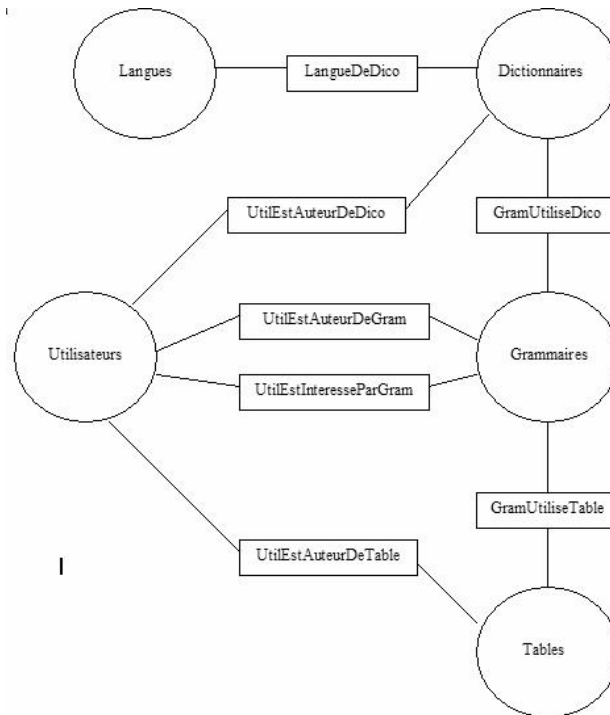 Langues
LangueDeDico
Dictionnaires
UtilEstAuteurDeDico
GramUtiliseDico
UtilEstAuteurDeGram
Utilisateurs
Grammaires
UtilEstInteresseParGram
GramUtiliseTable
UtilEstAuteurDeTable
Tables